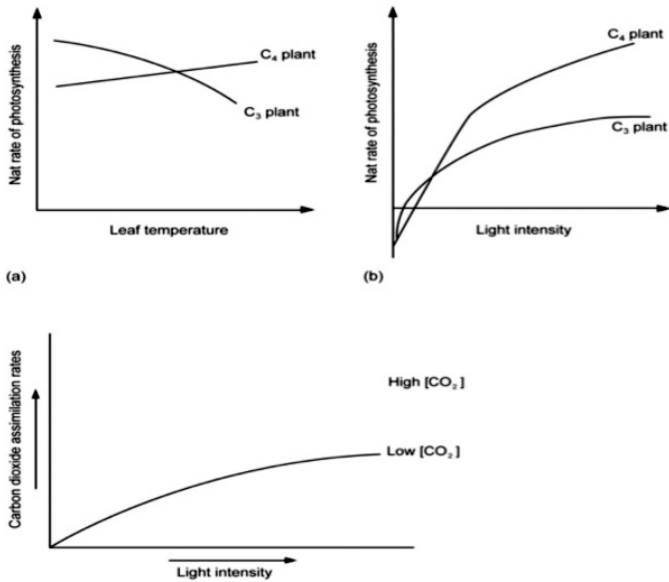 Nat rate of photosynthesis
C₄ plant
C₃ plant
Leaf temperature
(a)
Nat rate of photosynthesis
C₄ plant
C₃ plant
Light intensity
(b)
Carbon dioxide assimilation rates
High [CO₂]
Low [CO₂]
Light intensity